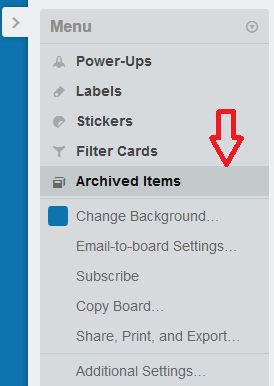 Menu
Power-Ups
Labels
Stickers
Filter Cards
Archived Items
Change Background…
Email-to-board Settings…
Subscribe
Copy Board…
Share, Print, and Export…
Additional Settings…